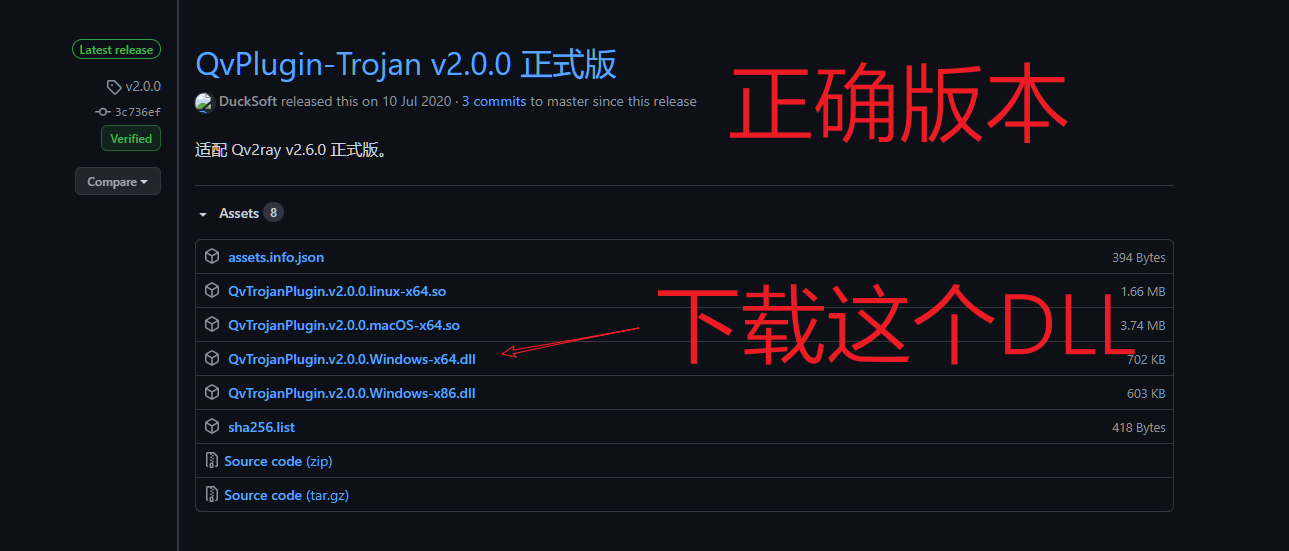 Latest release
v2.0.0
3c736ef
Verified
Compare
QvPlugin-Trojan v2.0.0 正式版
正确版本
DuckSoft released this on 10 Jul 2020 · 3 commits to master since this release
适配 Qv2ray v2.6.0 正式版。
Assets 8
assets.info.json 394 Bytes
QvTrojanPlugin.v2.0.0.linux-x64.so 1.66 MB
QvTrojanPlugin.v2.0.0.macOS-x64.so 3.74 MB
下载这个DLL
QvTrojanPlugin.v2.0.0.Windows-x64.dll 702 KB
QvTrojanPlugin.v2.0.0.Windows-x86.dll 603 KB
sha256.list 418 Bytes
Source code (zip)
Source code (tar.gz)